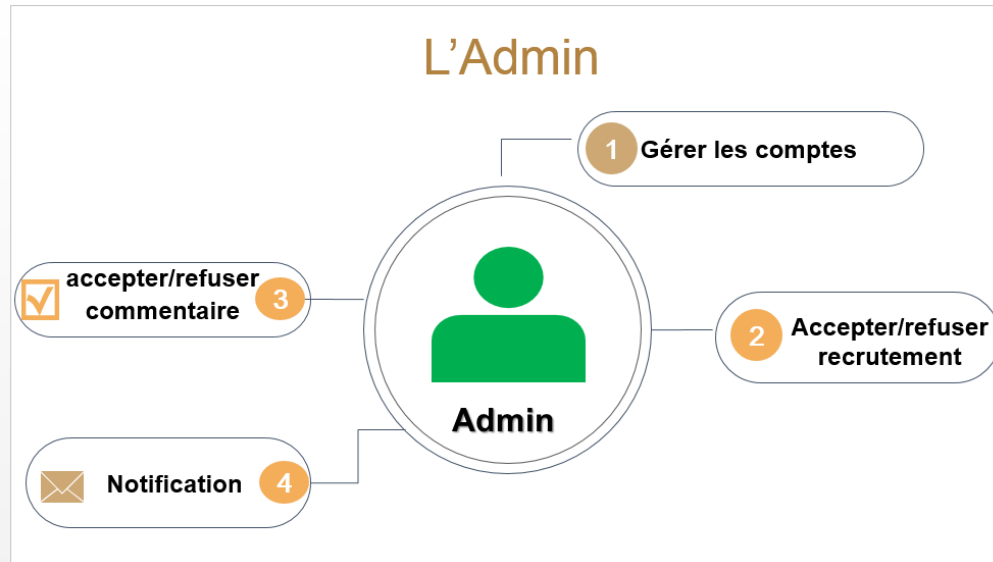 L'Admin
1 Gérer les comptes
2 Accepter/refuser
recrutement
accepter/refuser
commentaire 3
Notification 4
Admin